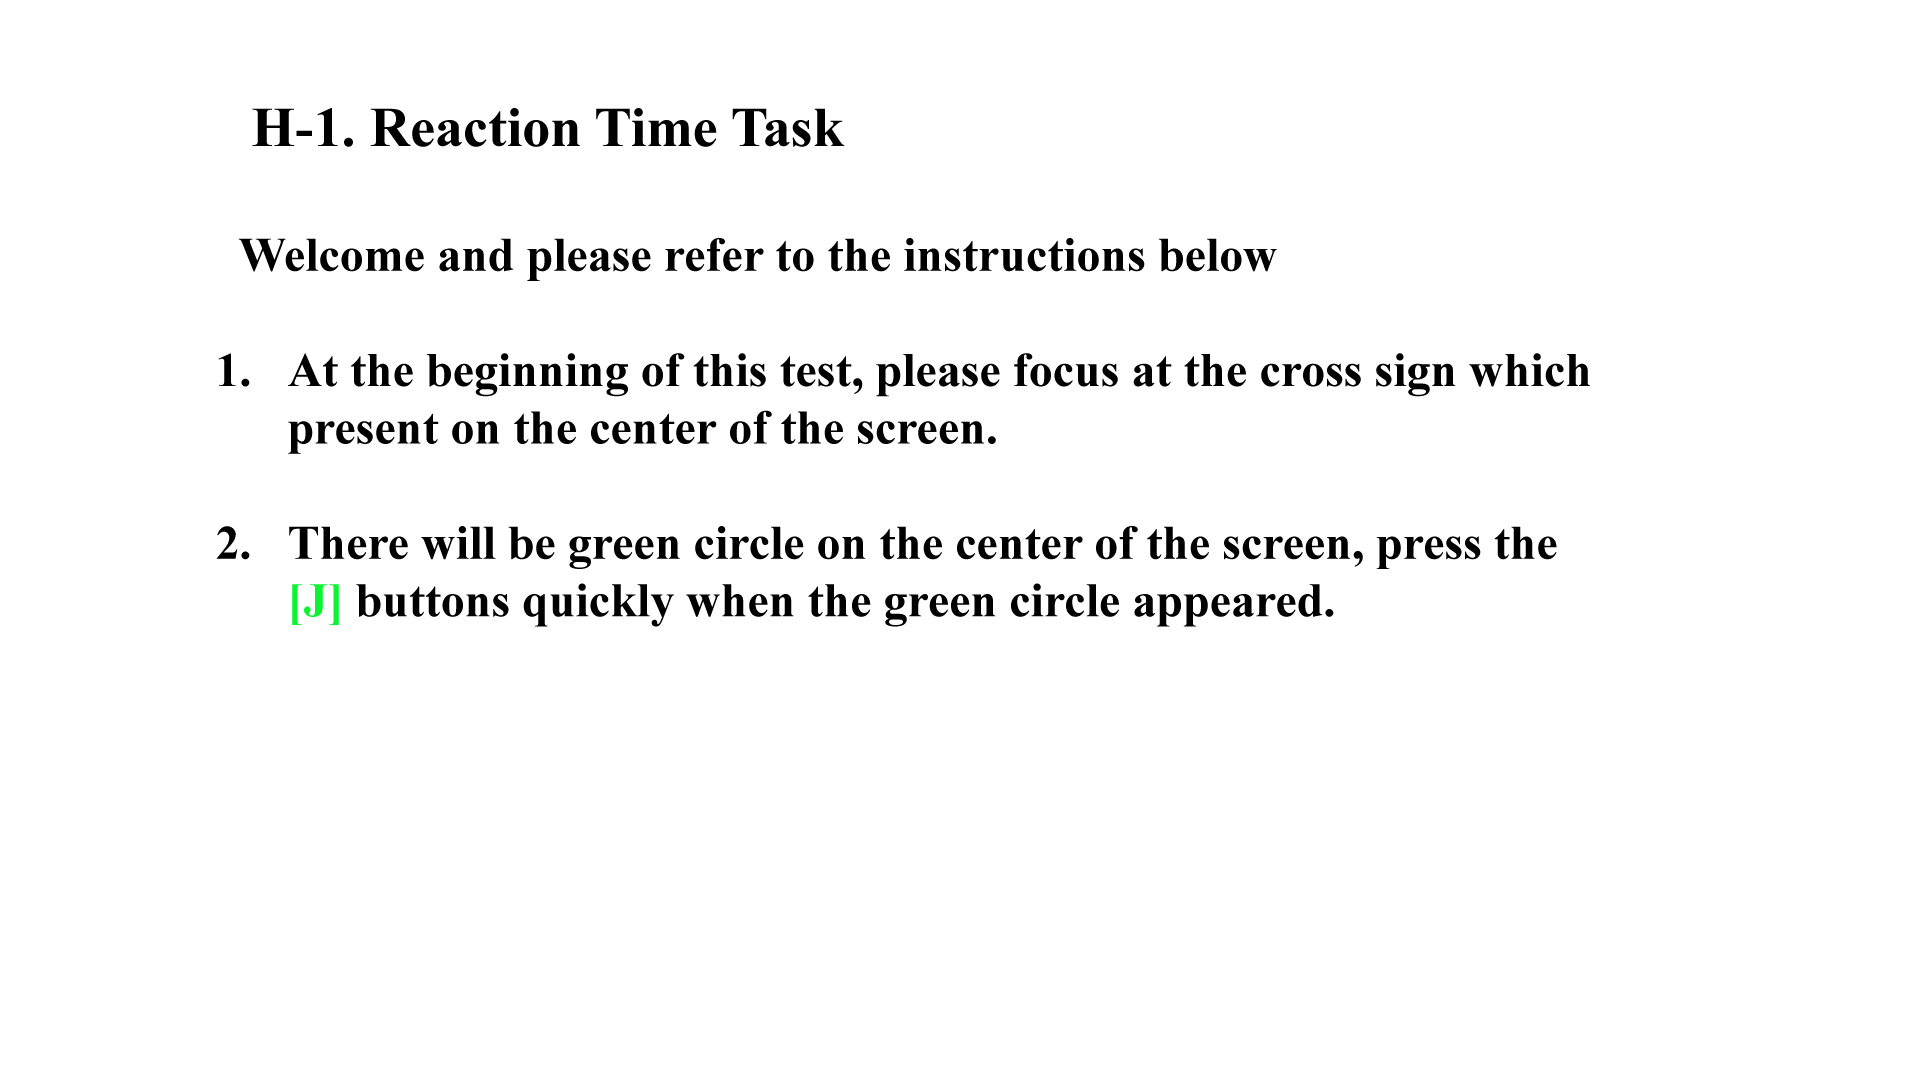 H-1. Reaction Time Task
Welcome and please refer to the instructions below
1. At the beginning of this test, please focus at the cross sign which
present on the center of the screen.
2. There will be green circle on the center of the screen, press the
[J] buttons quickly when the green circle appeared.